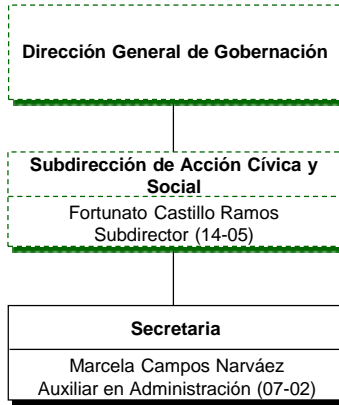 Dirección General de Gobernación
Subdirección de Acción Cívica y
Social
Fortunato Castillo Ramos
Subdirector (14-05)
Secretaria
Marcela Campos Narváez
Auxiliar en Administración (07-02)